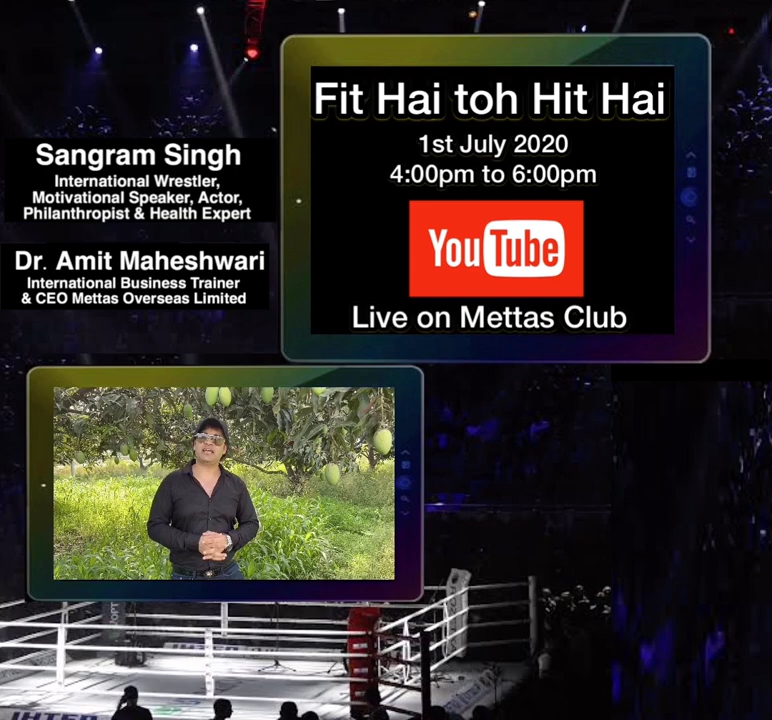 Fit Hai toh Hit Hai
1st July 2020
4:00pm to 6:00pm
YouTube
Live on Mettas Club
Sangram Singh
International Wrestler,
Motivational Speaker, Actor,
Philanthropist & Health Expert
Dr. Amit Maheshwari
International Business Trainer
& CEO Mettas Overseas Limited